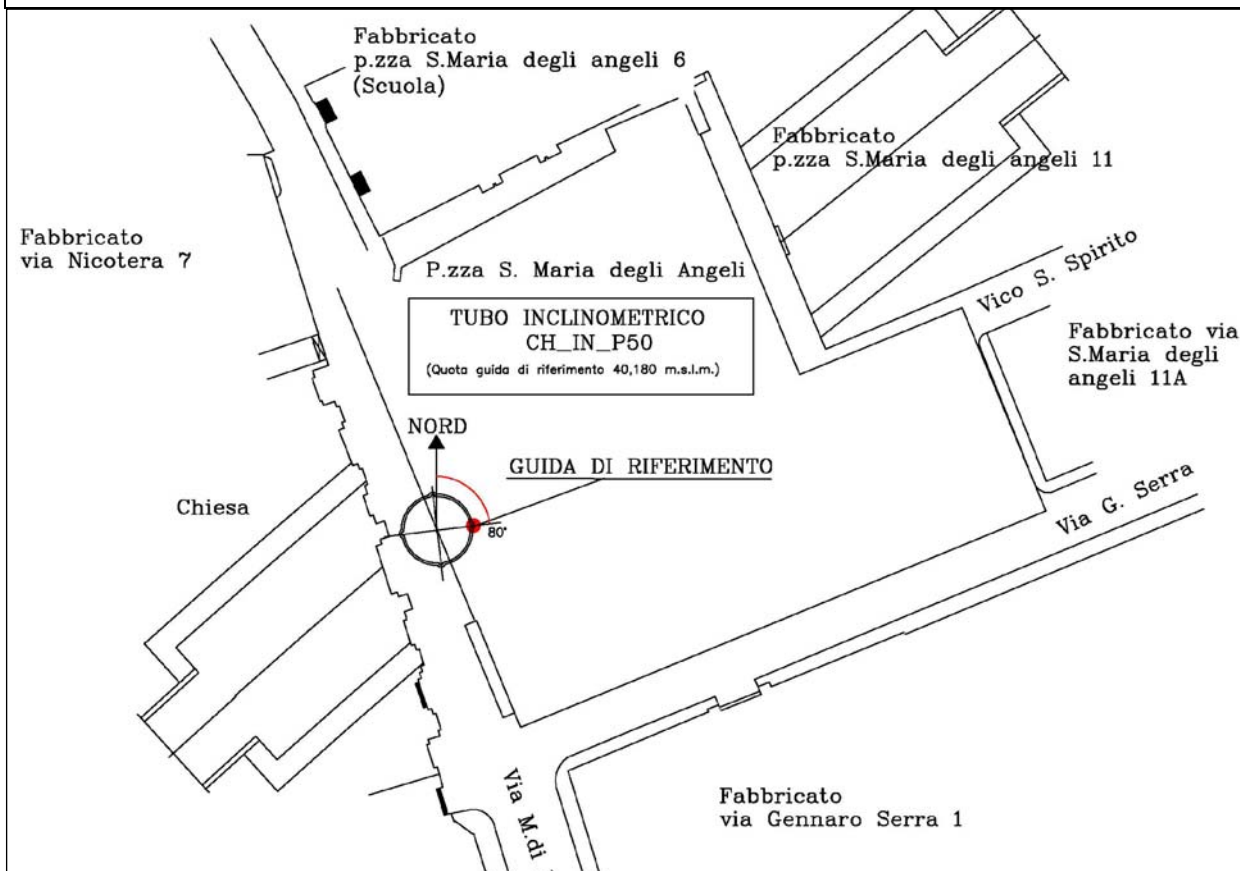 Fabbricato
p.zza S.Maria degli angeli 6
(Scuola)
Fabbricato
p.zza S.Maria degli angeli 11
Fabbricato
via Nicotera 7
P.zza S. Maria degli Angeli
Vico S. Spirito
TUBO INCLINOMETRICO
CH_IN_P50
(Quota guida di riferimento 40,180 m.s.l.m.)
Fabbricato via
S.Maria degli
angeli 11A
NORD
GUIDA DI RIFERIMENTO
80°
Chiesa
Via G. Serra
Via M.di
Fabbricato
via Gennaro Serra 1